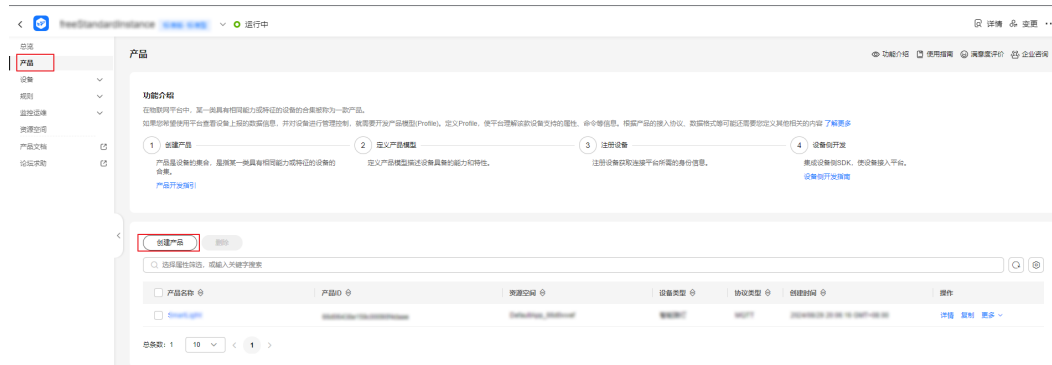 freeStandardInstance 运行中 详情 变更
总览
产品
设备
规则
监控运维
资源空间
产品文档
论坛求助
产品 功能介绍 使用指南 满意度评价 企业咨询
功能介绍
在物联网平台中，某一类具有相同能力或特征的设备的合集被称为一款产品。
如果您希望使用平台查看设备上报的数据信息，并对设备进行管理控制，就需要开发产品模型(Profile)。定义Profile，使平台理解该款设备支持的属性、命令等信息。根据产品的接入协议、数据格式等可能还需要您定义其他相关的内容 了解更多
1 创建产品 2 定义产品模型 3 注册设备 4 设备侧开发
产品是设备的集合，是指某一类具有相同能力或特征的设备的合集。 定义产品模型描述设备具备的能力和特性。 注册设备获取连接平台所需的身份信息。 集成设备侧SDK，使设备接入平台。
产品开发指引 设备侧开发指南
创建产品 删除
选择属性筛选，或输入关键字搜索
产品名称 产品ID 资源空间 设备类型 协议类型 创建时间 操作
SmartLight MQTT 详情 复制 更多
总条数：1 10 1